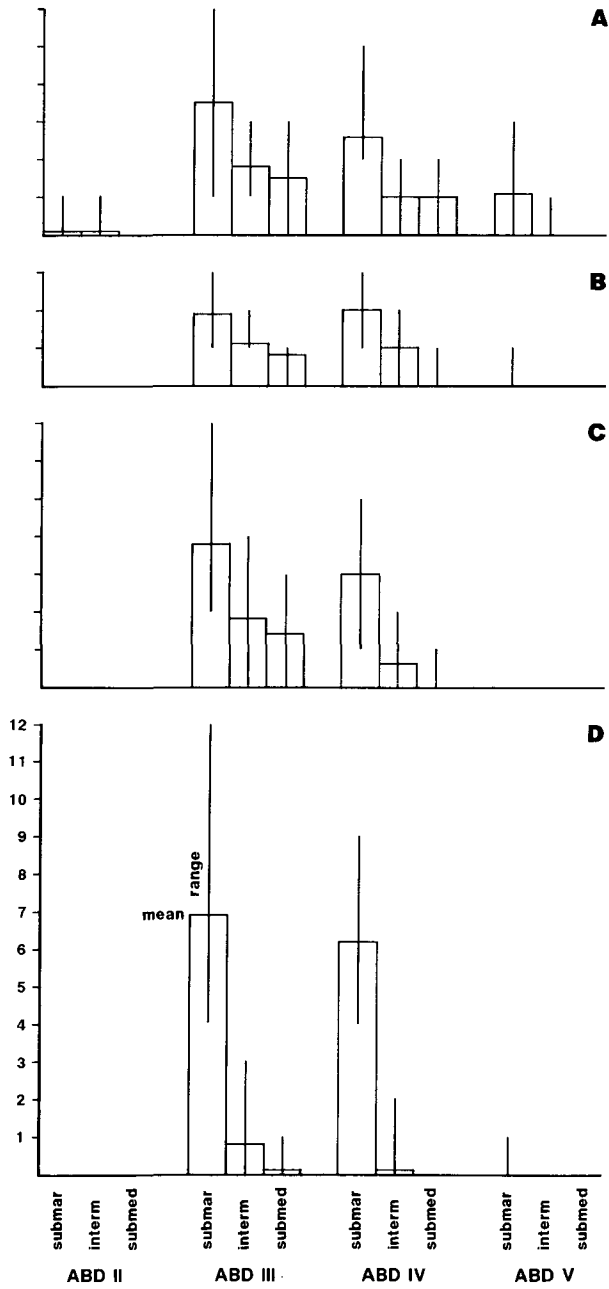 A
B
C
D
12
11
10
9
8
7
6
5
4
3
2
1
range
mean
submar
interm
submed
submar
interm
submed
submar
interm
submed
submar
interm
submed
ABD II
ABD III
ABD IV
ABD V